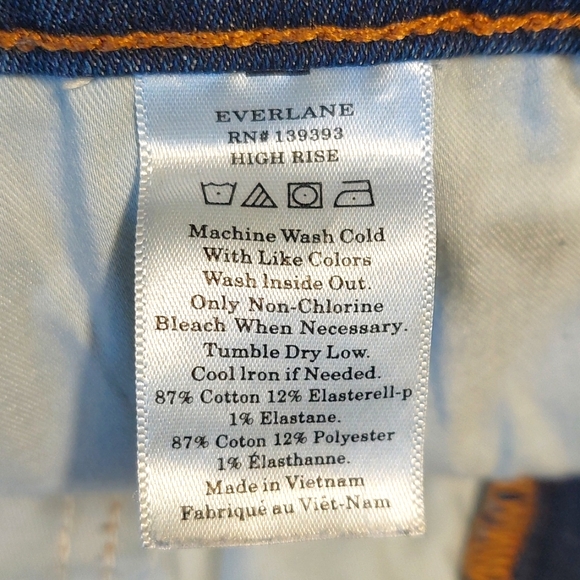 EVERLANE
RN# 139393
HIGH RISE
Machine Wash Cold
With Like Colors
Wash Inside Out.
Only Non-Chlorine
Bleach When Necessary.
Tumble Dry Low.
Cool Iron if Needed.
87% Cotton 12% Elasterell-p
1% Elastane.
87% Coton 12% Polyester
1% Élasthanne.
Made in Vietnam
Fabriqué au Viêt-Nam